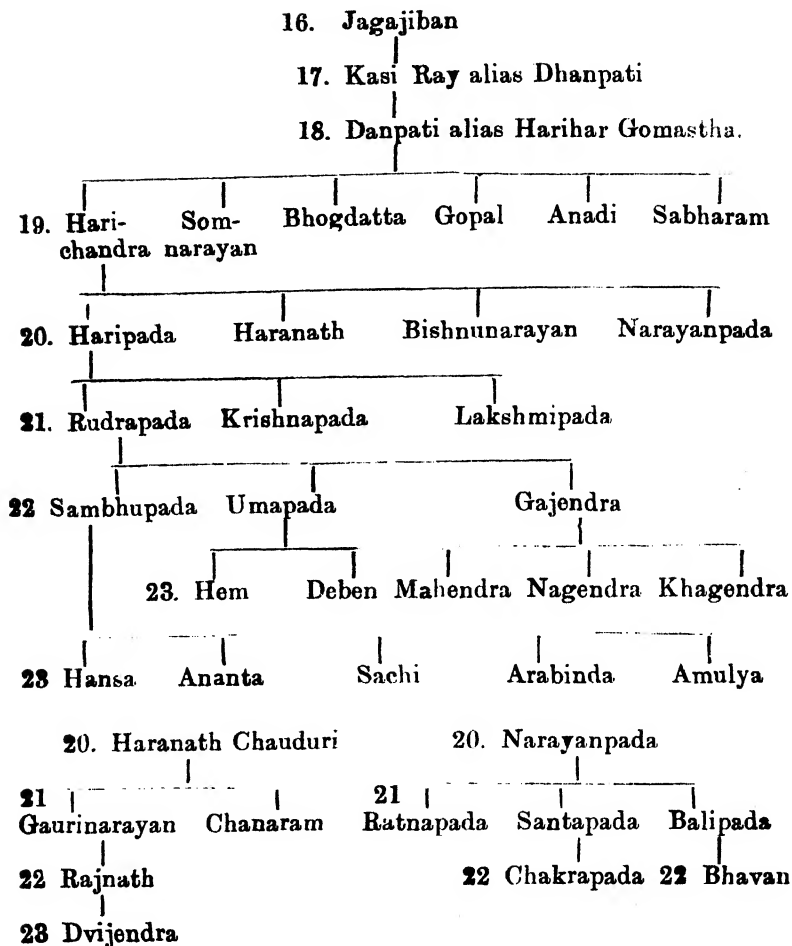 16. Jagajiban
17. Kasi Ray alias Dhanpati
18. Danpati alias Harihar Gomastha.
19. Hari- Som- Bhogdatta Gopal Anadi Sabharam
chandra narayan
20. Haripada Haranath Bishnunarayan Narayanpada
21. Rudrapada Krishnapada Lakshmipada
22 Sambhupada Umapada Gajendra
23. Hem Deben Mahendra Nagendra Khagendra
23 Hansa Ananta Sachi Arabinda Amulya
20. Haranath Chauduri 20. Narayanpada
21 21
Gaurinarayan Chanaram Ratnapada Santapada Balipada
22 Rajnath 22 Chakrapada 22 Bhavan
23 Dvijendra